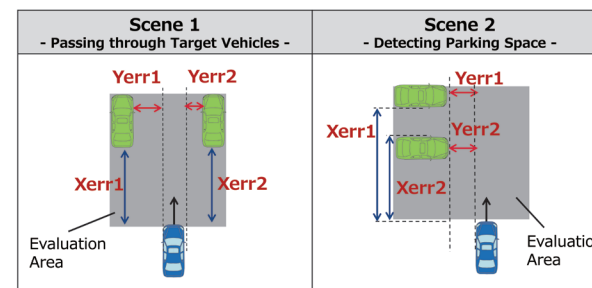 Scene 1
- Passing through Target Vehicles -
Scene 2
- Detecting Parking Space -
Yerr1
Yerr2
Xerr1
Xerr2
Evaluation
Area
Yerr1
Xerr1
Yerr2
Xerr2
Evaluatio
Area